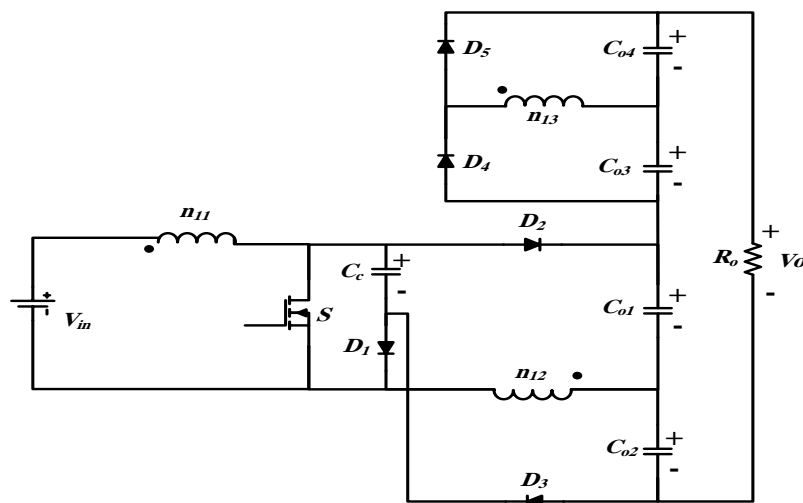 D5
Co4
+
-
n13
D4
Co3
+
-
n11
D2
+
Cc
+
-
Ro
Vo
-
+
-
Vin
S
D1
Co1
+
-
n12
Co2
+
-
D3